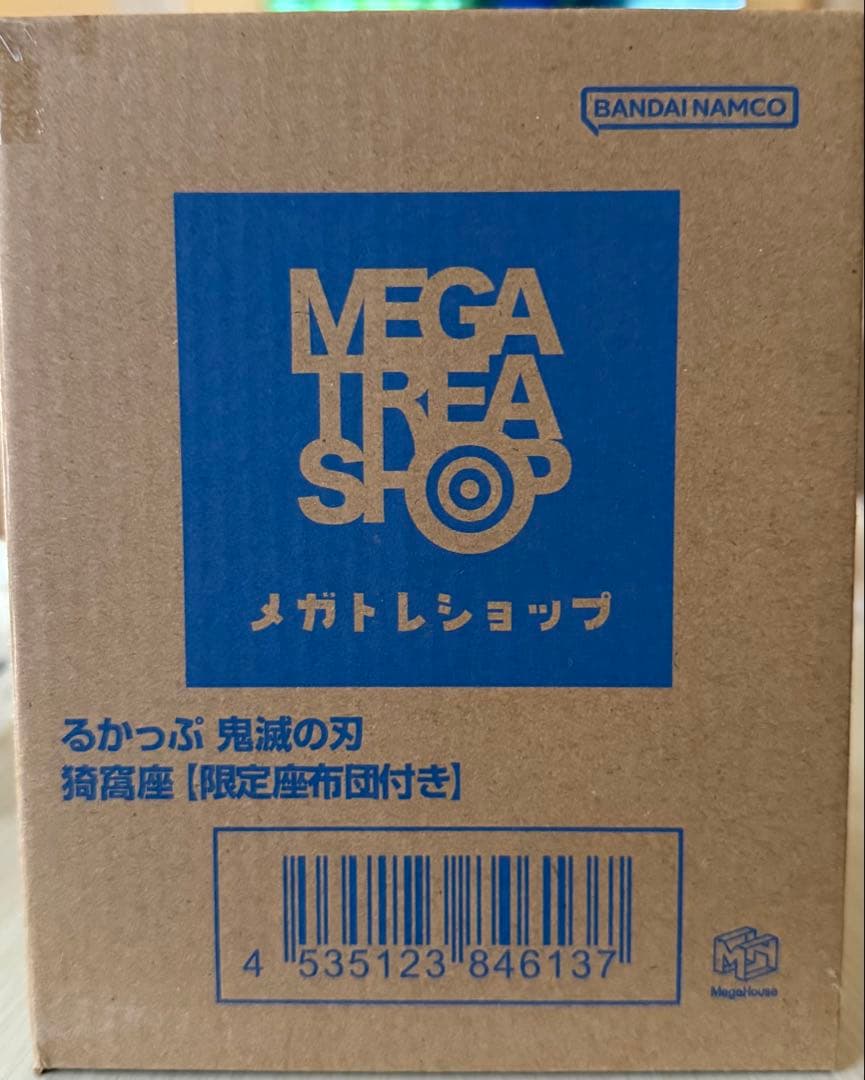 BANDAI NAMCO
MEGA
TREA
SHOP
メガトレショップ
るかっぷ 鬼滅の刃
猗窩座【限定座布団付き】
4 535123 846137
MegaHouse